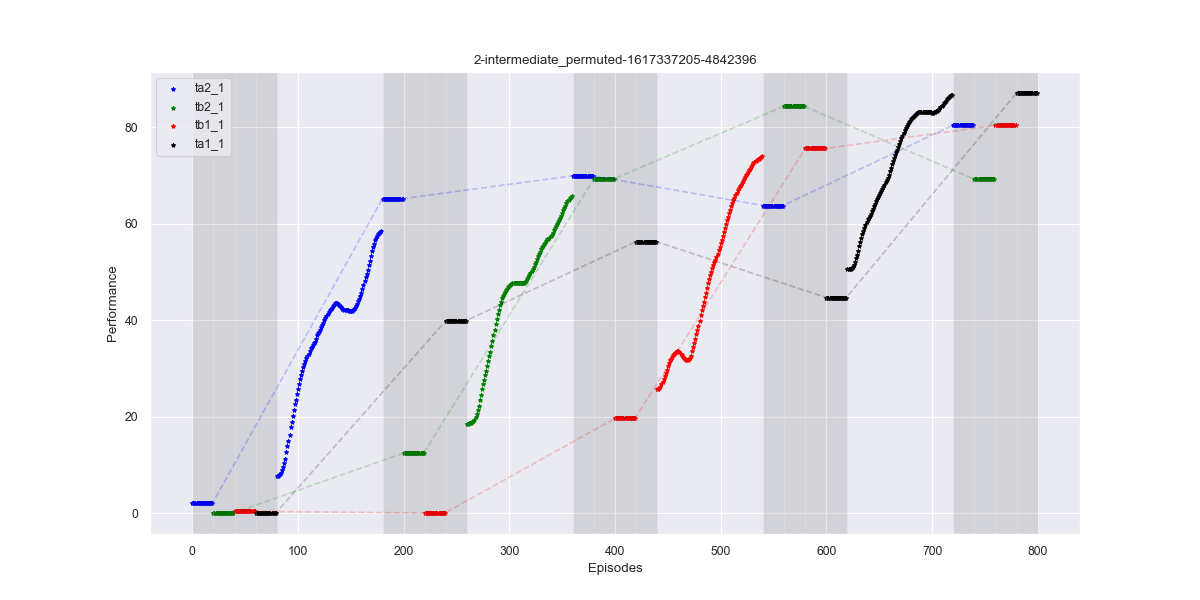 2-intermediate_permuted-1617337205-4842396
ta2_1
tb2_1
tb1_1
ta1_1
Performance
80
60
40
20
0
0 100 200 300 400 500 600 700 800
Episodes